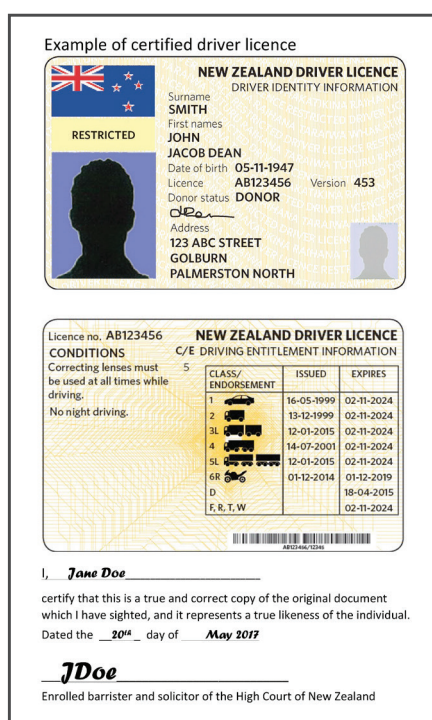 Example of certified driver licence
NEW ZEALAND DRIVER LICENCE
DRIVER IDENTITY INFORMATION
RESTRICTED
Surname
SMITH
First names
JOHN
JACOB DEAN
Date of birth 05-11-1947
Licence AB123456 Version 453
Donor status DONOR
Address
123 ABC STREET
GOLBURN
PALMERSTON NORTH
Licence no. AB123456 NEW ZEALAND DRIVER LICENCE
CONDITIONS C/E DRIVING ENTITLEMENT INFORMATION
Correcting lenses must 5
be used at all times while
driving.
No night driving.
CLASS/ ISSUED EXPIRES
ENDORSEMENT
1 16-05-1999 02-11-2024
2 13-12-1999 02-11-2024
3L 12-01-2015 02-11-2024
4 14-07-2001 02-11-2024
5L 12-01-2015 02-11-2024
6R 01-12-2014 01-12-2019
D 18-04-2015
F, R, T, W 02-11-2024
AB123466/12346
I, Jane Doe
certify that this is a true and correct copy of the original document
which I have sighted, and it represents a true likeness of the individual.
Dated the 20th day of May 2017
JDoe
Enrolled barrister and solicitor of the High Court of New Zealand